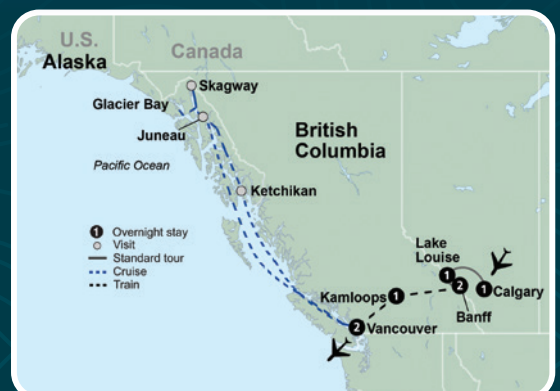 U.S.
Canada
Alaska
Skagway
Glacier Bay
Juneau
British
Columbia
Pacific Ocean
Ketchikan
1 Overnight stay
Visit
Standard tour
Cruise
Train
Lake
Louise
1
2
1 Calgary
Kamloops 1
Banff
2 Vancouver